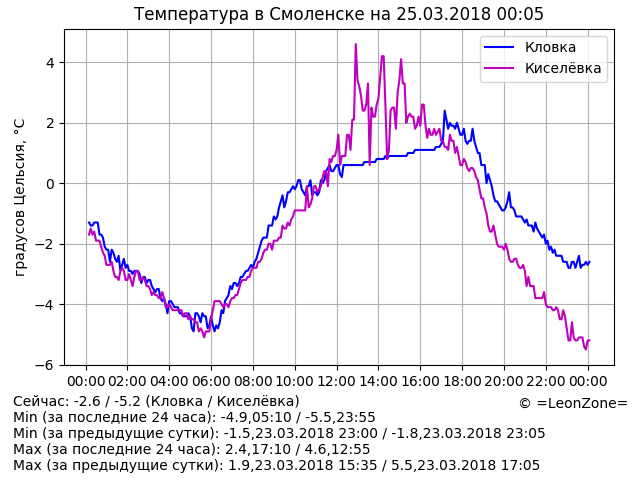 Температура в Смоленске на 25.03.2018 00:05
градусов Цельсия, °C
4
2
0
−2
−4
−6
Кловка
Киселёвка
00:00 02:00 04:00 06:00 08:00 10:00 12:00 14:00 16:00 18:00 20:00 22:00 00:00
Сейчас: -2.6 / -5.2 (Кловка / Киселёвка)
© =LeonZone=
Min (за последние 24 часа): -4.9,05:10 / -5.5,23:55
Min (за предыдущие сутки): -1.5,23.03.2018 23:00 / -1.8,23.03.2018 23:05
Max (за последние 24 часа): 2.4,17:10 / 4.6,12:55
Max (за предыдущие сутки): 1.9,23.03.2018 15:35 / 5.5,23.03.2018 17:05